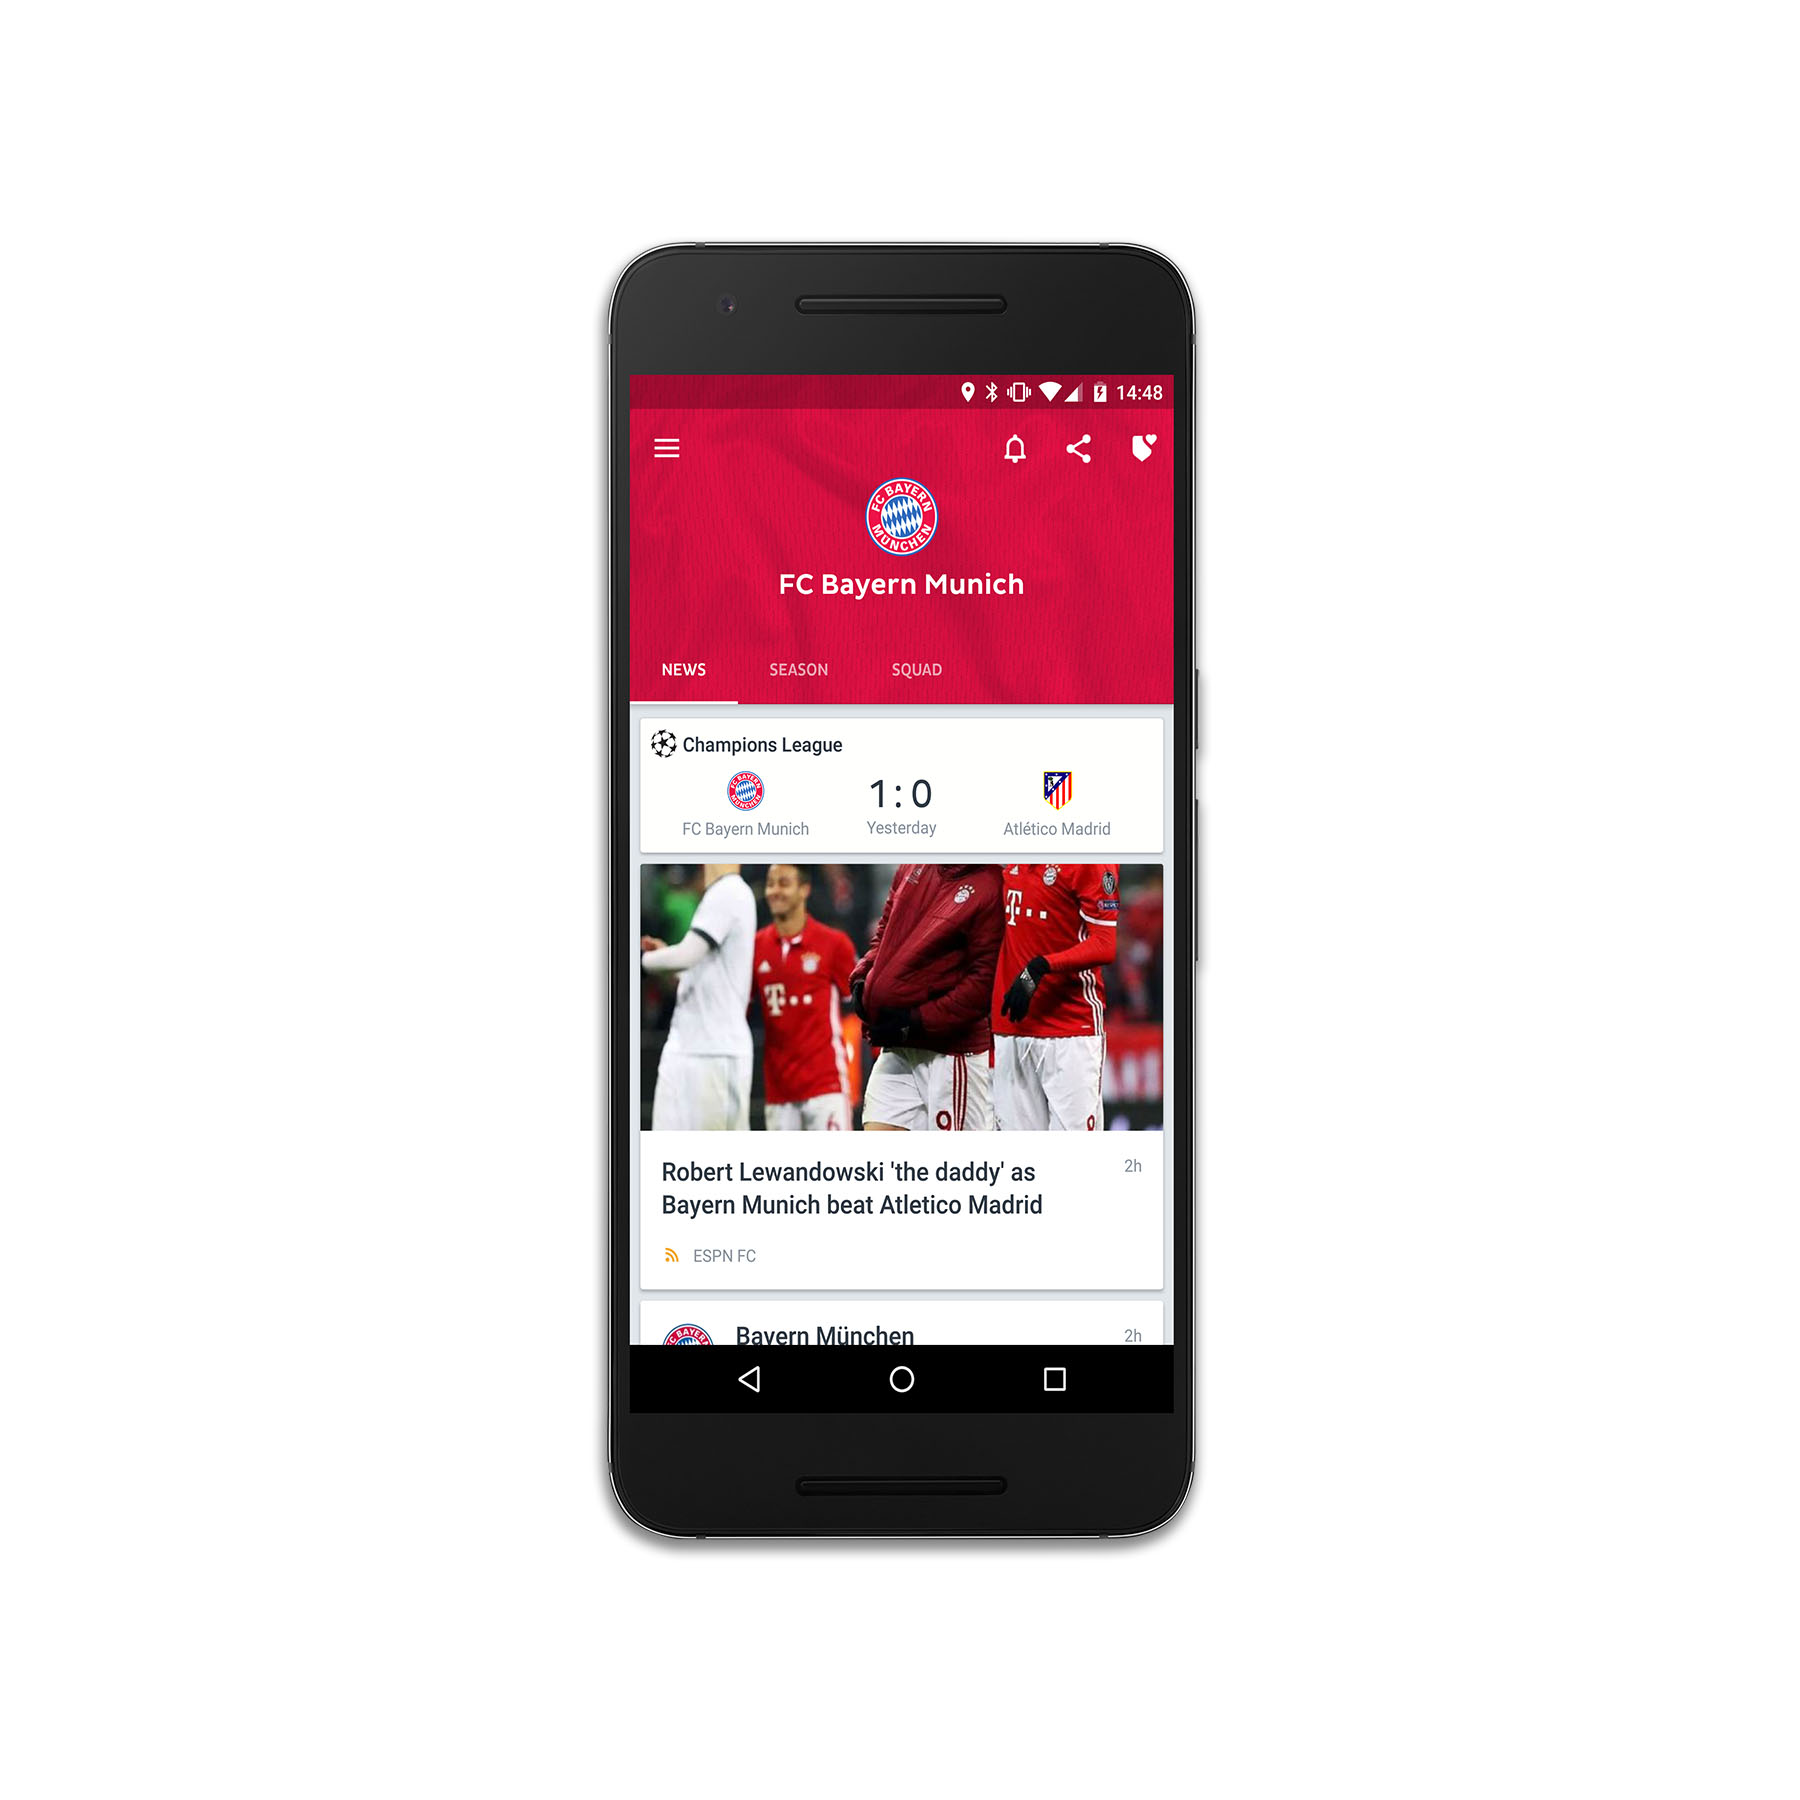 14:48
FC BAYERN
MÜNCHEN
FC Bayern Munich
NEWS SEASON SQUAD
Champions League
1:0
FC Bayern Munich Yesterday Atlético Madrid
T
T
9
Robert Lewandowski 'the daddy' as 2h
Bayern Munich beat Atletico Madrid
ESPN FC
Bayern München 2h